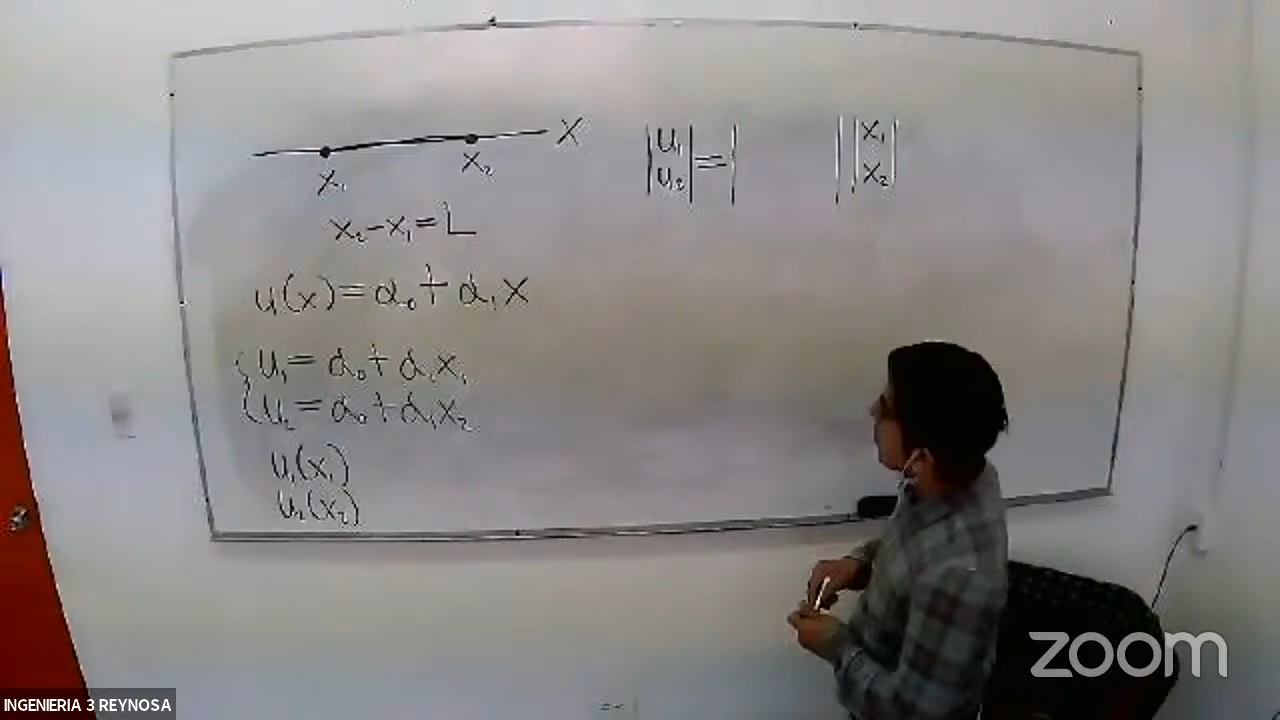 X
x₁ x₂
x₂-x₁=L
u(x)=α₀+α₁x
{u₁=α₀+α₁x₁
{u₂=α₀+α₁x₂
u₁(x₁)
u₂(x₂)
|u₁|=| ||x₁|
|u₂| |x₂|
zoom
INGENIERIA 3 REYNOSA